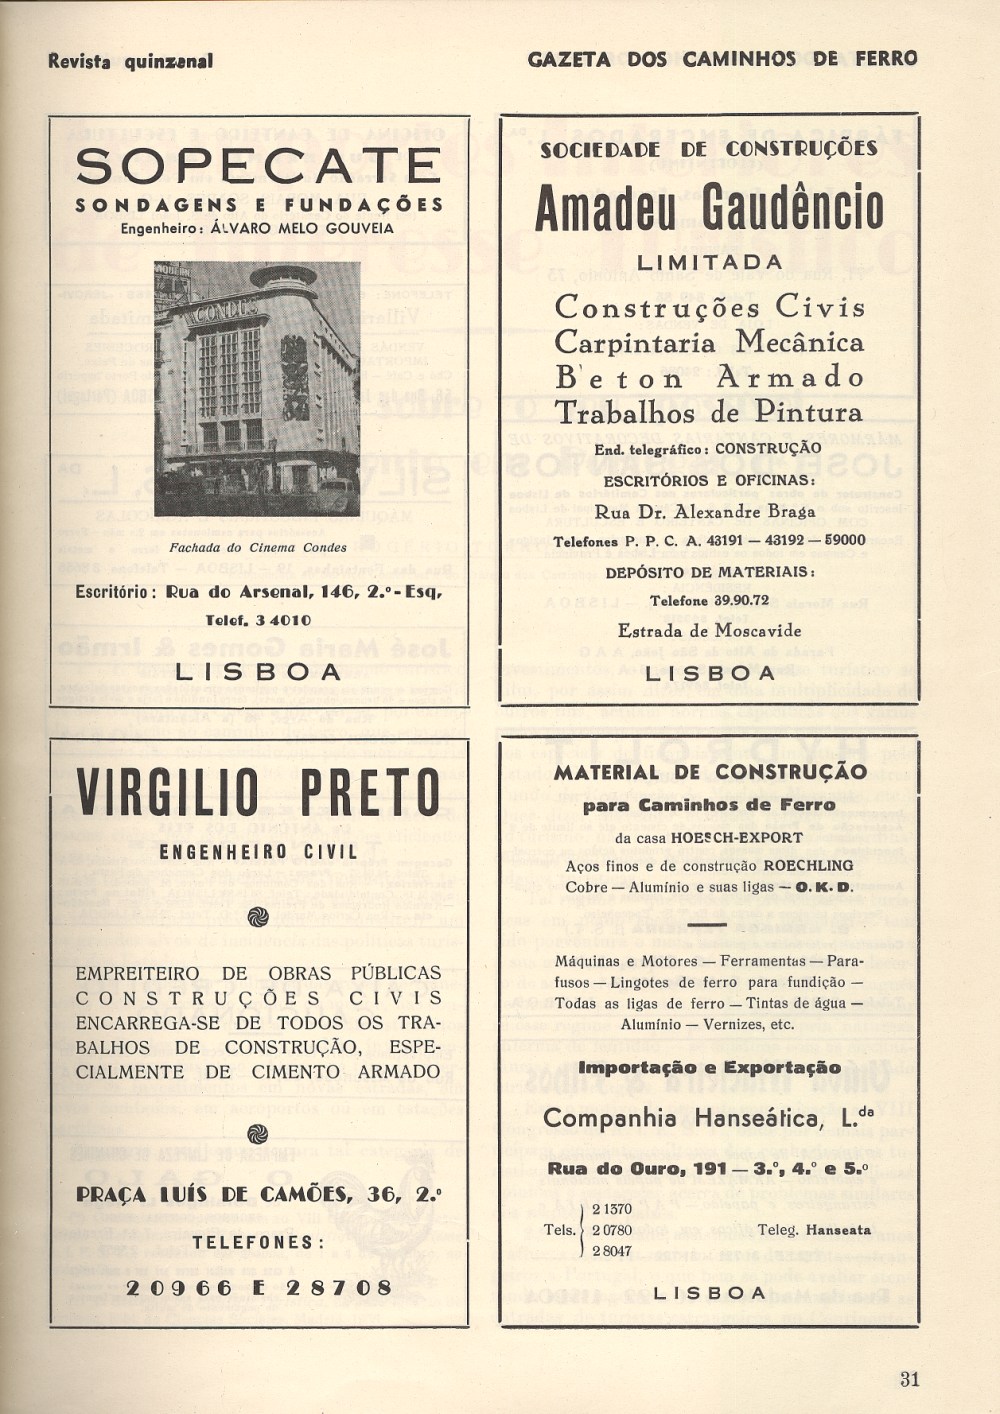 Revista quinzenal
GAZETA DOS CAMINHOS DE FERRO
SOPECATE
SONDAGENS E FUNDAÇÕES
Engenheiro: ÁLVARO MELO GOUVEIA
CONDES
Fachada do Cinema Condes
Escritório: Rua do Arsenal, 146, 2.º-Esq,
Telef. 3 4010
LISBOA
SOCIEDADE DE CONSTRUÇÕES
Amadeu Gaudêncio
LIMITADA
Construções Civis
Carpintaria Mecânica
B'eton Armado
Trabalhos de Pintura
End. telegráfico: CONSTRUÇÃO
ESCRITÓRIOS E OFICINAS:
Rua Dr. Alexandre Braga
Telefones P. P. C. A. 43191 — 43192 — 59000
DEPÓSITO DE MATERIAIS:
Telefone 39.90.72
Estrada de Moscavide
LISBOA
VIRGILIO PRETO
ENGENHEIRO CIVIL
EMPREITEIRO DE OBRAS PÚBLICAS
CONSTRUÇÕES CIVIS
ENCARREGA-SE DE TODOS OS TRA-
BALHOS DE CONSTRUÇÃO, ESPE-
CIALMENTE DE CIMENTO ARMADO
PRAÇA LUÍS DE CAMÕES, 36, 2.º
TELEFONES:
20966 E 28708
MATERIAL DE CONSTRUÇÃO
para Caminhos de Ferro
da casa HOESCH-EXPORT
Aços finos e de construção ROECHLING
Cobre — Alumínio e suas ligas — O. K. D.
Máquinas e Motores — Ferramentas — Para-
fusos — Lingotes de ferro para fundição —
Todas as ligas de ferro — Tintas de água —
Alumínio — Vernizes, etc.
Importação e Exportação
Companhia Hanseática, L.da
Rua do Ouro, 191 — 3.º, 4.º e 5.º
Tels. 2 1370
2 0780
2 8047
Teleg. Hanseata
LISBOA
31